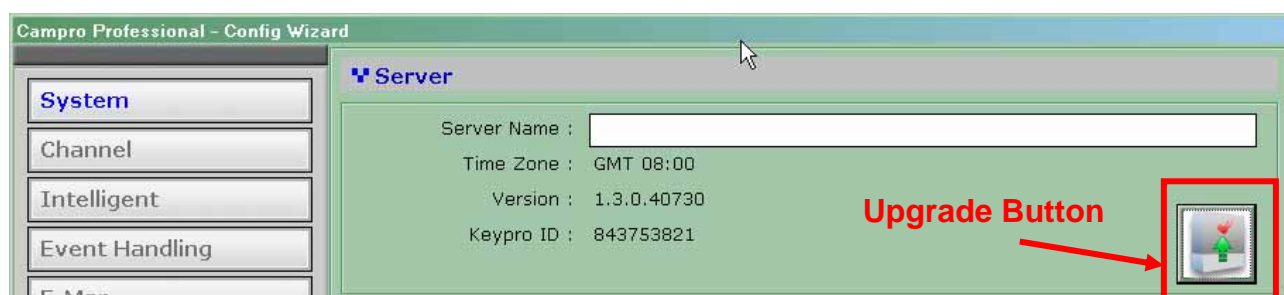 Campro Professional - Config Wizard
Server
System
Channel
Intelligent
Event Handling
E-Map
Server Name :
Time Zone : GMT 08:00
Version : 1.3.0.40730
Keypro ID : 843753821
Upgrade Button